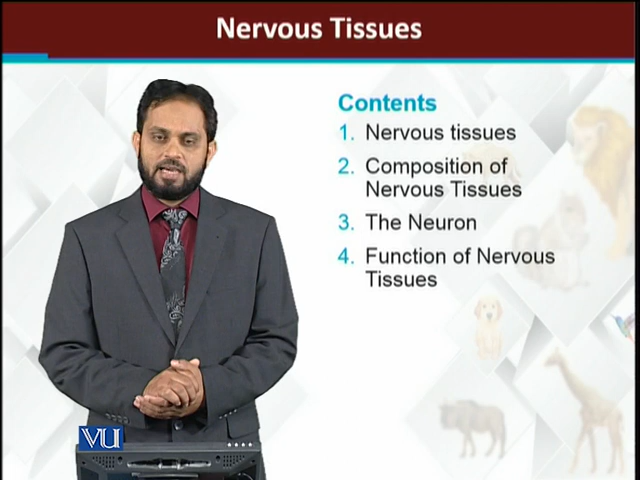 Nervous Tissues
Contents
1. Nervous tissues
2. Composition of
Nervous Tissues
3. The Neuron
4. Function of Nervous
Tissues
VU